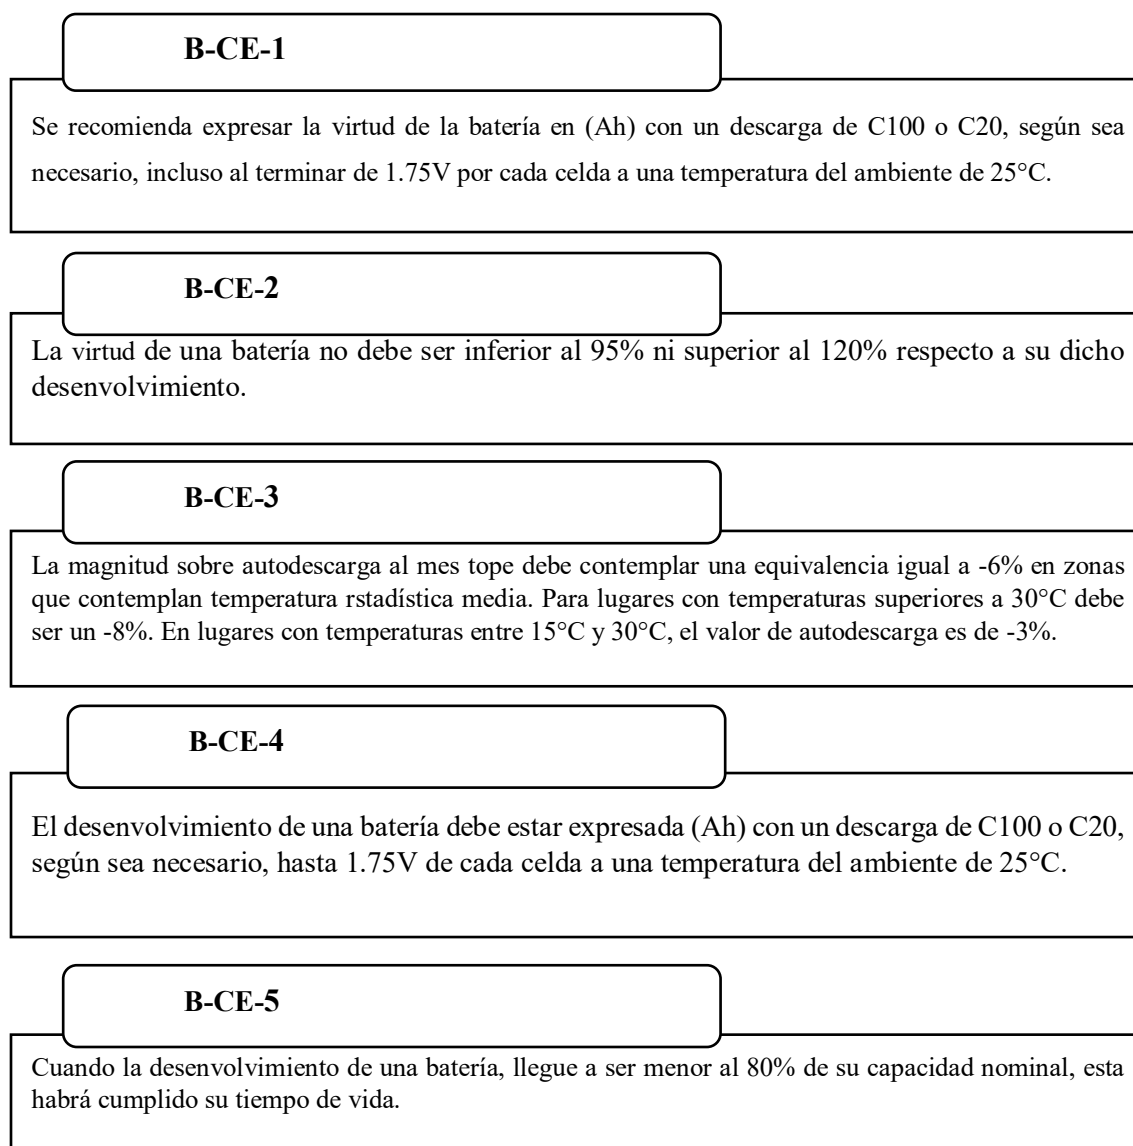 B-CE-1
Se recomienda expresar la virtud de la batería en (Ah) con un descarga de C100 o C20, según sea
necesario, incluso al terminar de 1.75V por cada celda a una temperatura del ambiente de 25°C.
B-CE-2
La virtud de una batería no debe ser inferior al 95% ni superior al 120% respecto a su dicho
desenvolvimiento.
B-CE-3
La magnitud sobre autodescarga al mes tope debe contemplar una equivalencia igual a -6% en zonas
que contemplan temperatura rstadística media. Para lugares con temperaturas superiores a 30°C debe
ser un -8%. En lugares con temperaturas entre 15°C y 30°C, el valor de autodescarga es de -3%.
B-CE-4
El desenvolvimiento de una batería debe estar expresada (Ah) con un descarga de C100 o C20,
según sea necesario, hasta 1.75V de cada celda a una temperatura del ambiente de 25°C.
B-CE-5
Cuando la desenvolvimiento de una batería, llegue a ser menor al 80% de su capacidad nominal, esta
habrá cumplido su tiempo de vida.